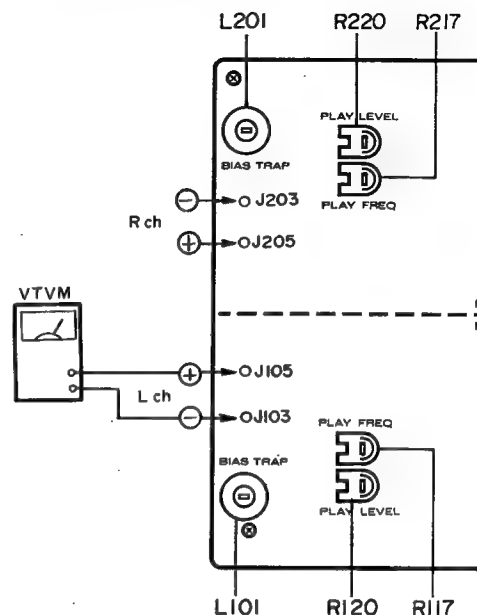 L201 R220 R217
PLAY LEVEL
BIAS TRAP
PLAY FREQ
⊖ J203
R ch
⊕ J205
VTVM
⊕ J105
L ch
⊖ J103
PLAY FREQ
BIAS TRAP
PLAY LEVEL
L101 R120 R117